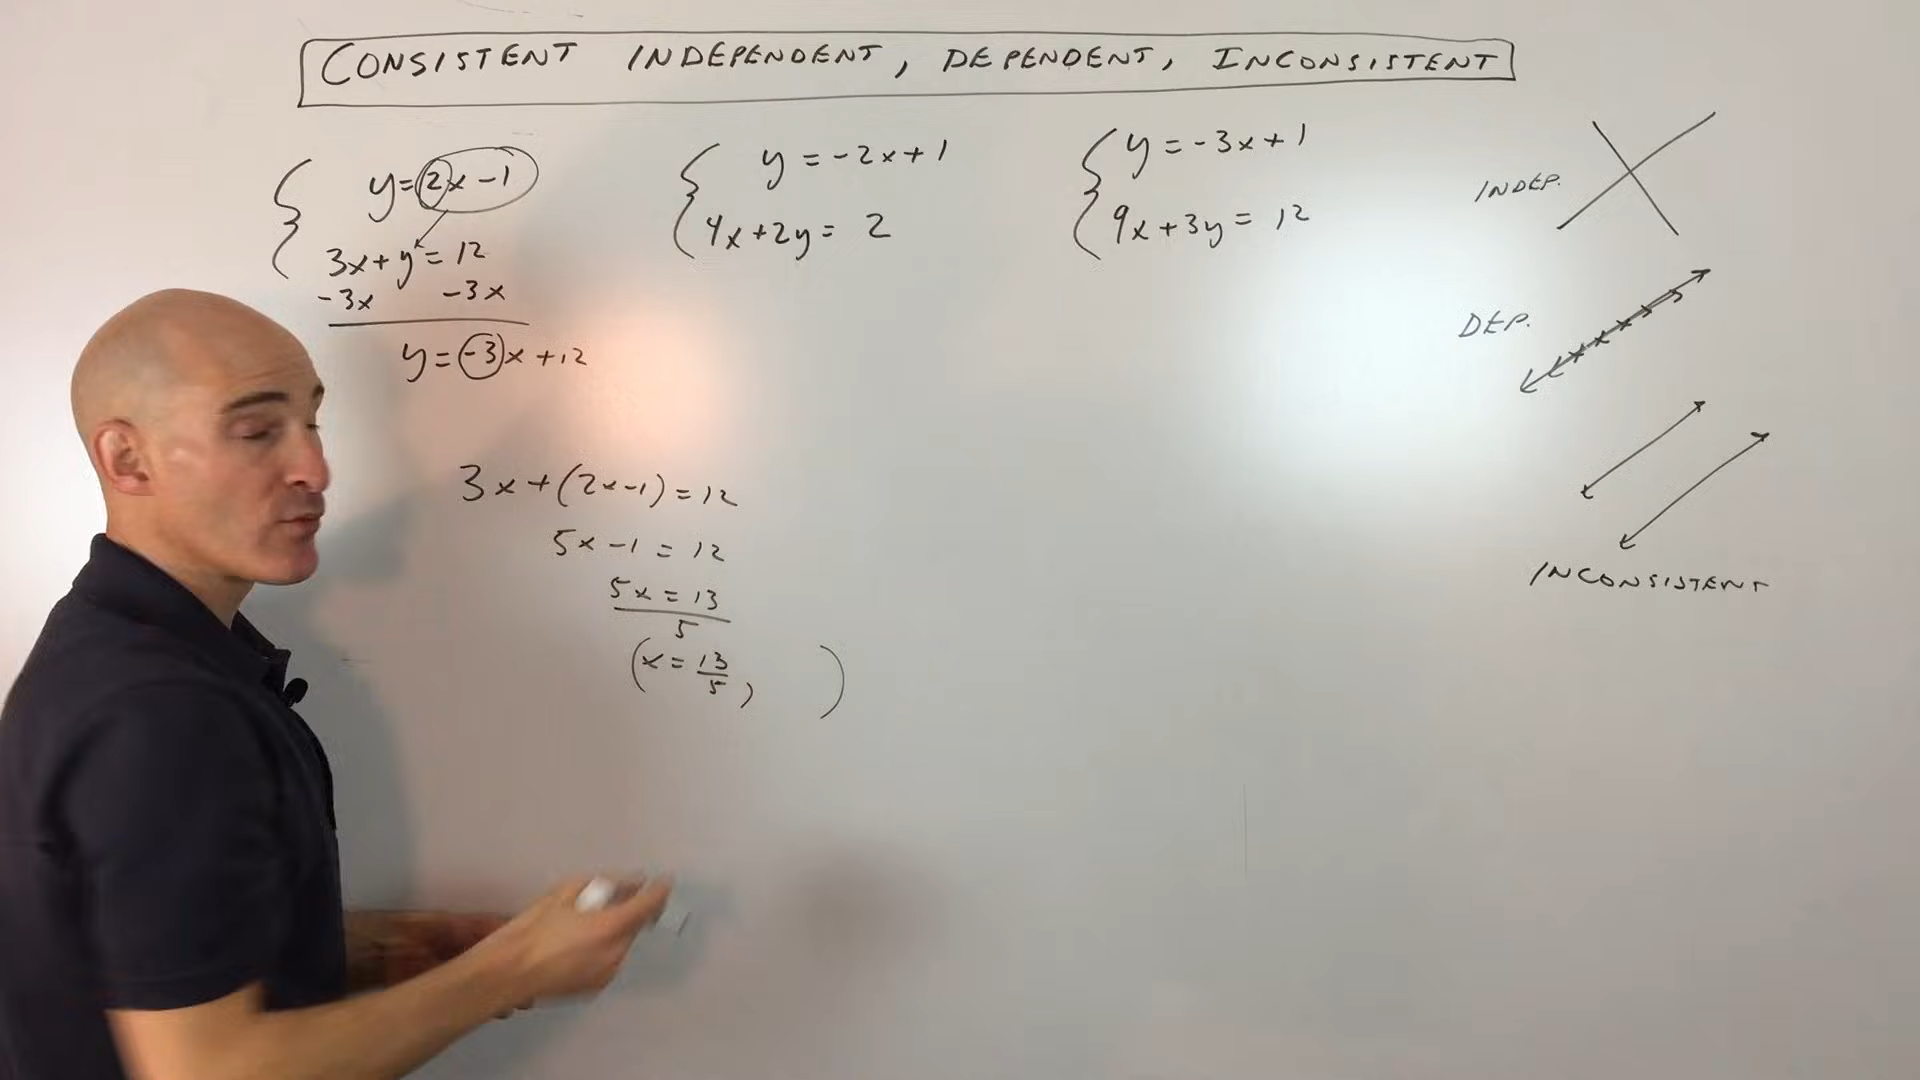 CONSISTENT INDEPENDENT, DEPENDENT, INCONSISTENT
y=2x-1
3x+y=12
-3x -3x
y=-3x+12
3x+(2x-1)=12
5x-1=12
5x=13
5
(x=13/5, )
y=-2x+1
4x+2y=2
y=-3x+1
9x+3y=12
INDEP.
DEP.
INCONSISTENT